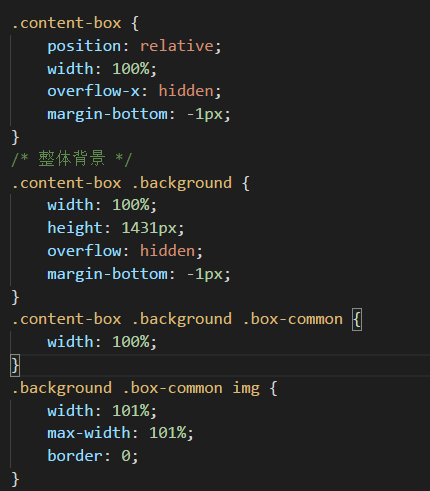 .content-box {
    position: relative;
    width: 100%;
    overflow-x: hidden;
    margin-bottom: -1px;
}
/* 整体背景 */
.content-box .background {
    width: 100%;
    height: 1431px;
    overflow: hidden;
    margin-bottom: -1px;
}
.content-box .background .box-common {
    width: 100%;
}
.background .box-common img {
    width: 101%;
    max-width: 101%;
    border: 0;
}